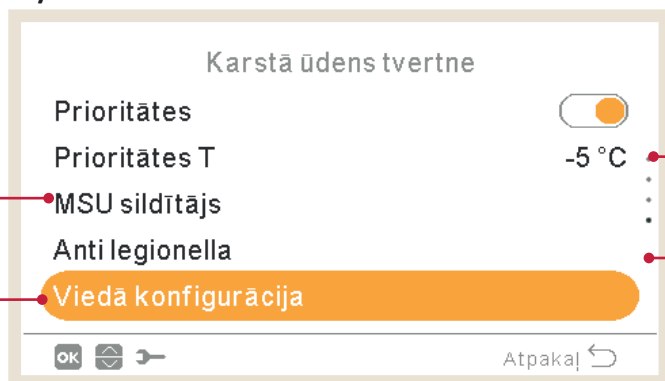 Karstā ūdens tvertne
Prioritātes
Prioritātes T -5 °C
MSU sildītājs
Anti legionella
Viedā konfigurācija
OK Atpakaļ